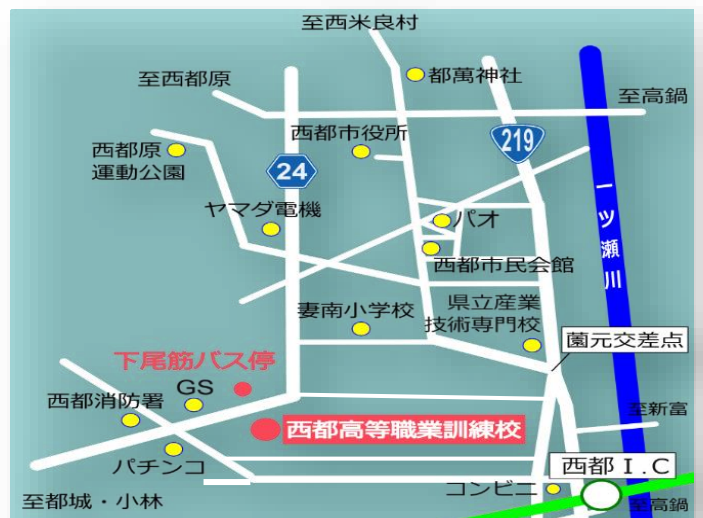 至西米良村
都萬神社
至西都原
至高鍋
219
西都市役所
西都原
運動公園
24
一ツ瀬川
ヤマダ電機
パオ
西都市民会館
妻南小学校
県立産業
技術専門校
薗元交差点
下尾筋バス停
GS
西都消防署
西都高等職業訓練校
至新富
パチンコ
西都I.C
コンビニ
至都城・小林
至高鍋